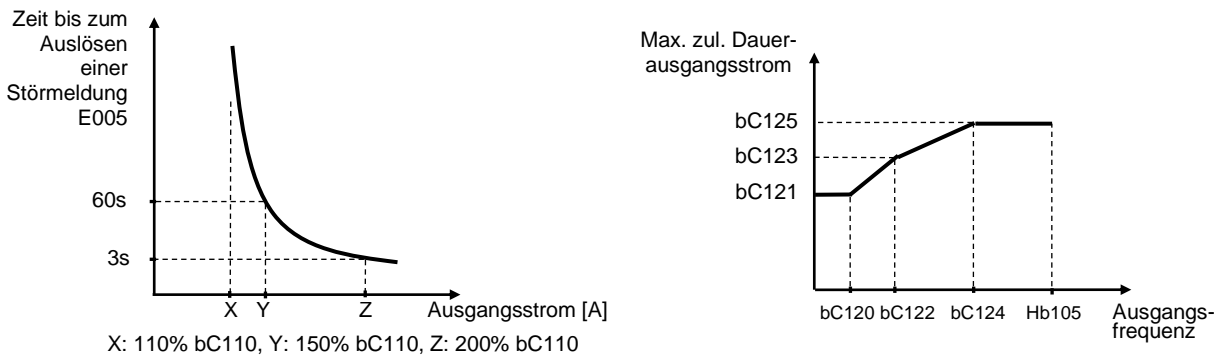 Zeit bis zum
Auslösen
einer
Störmeldung
E005
60s
3s
X Y Z Ausgangsstrom [A]
X: 110% bC110, Y: 150% bC110, Z: 200% bC110
Max. zul. Dauer-
ausgangsstrom
bC125
bC123
bC121
bC120 bC122 bC124 Hb105 Ausgangs-
frequenz